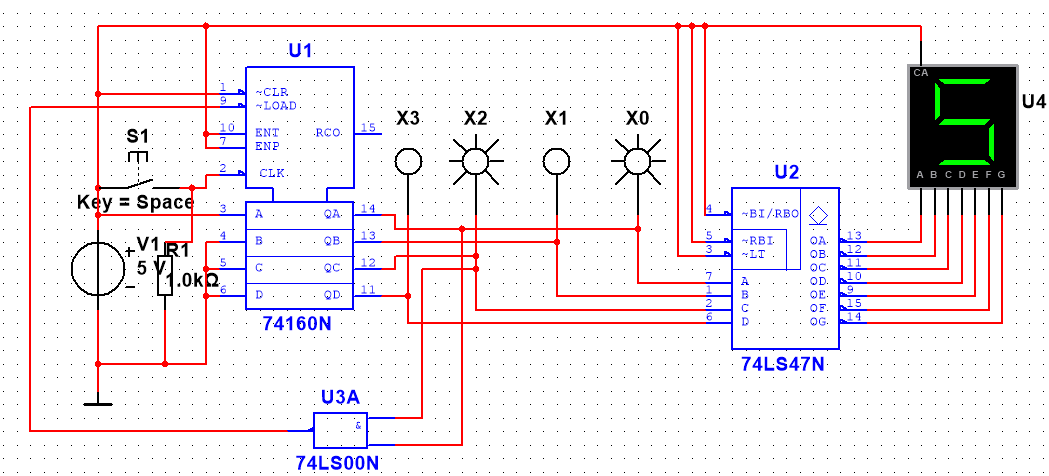 U1
1 ~CLR
9 ~LOAD
10 ENT RCO 15
7 ENP
2 CLK
3 A QA 14
4 B QB 13
5 C QC 12
6 D QD 11
74160N
S1
Key = Space
V1
5 V
R1
1.0kΩ
X3 X2 X1 X0
U2
4 ~BI/RBO
5 ~RBI OA 13
3 ~LT OB 12
OC 11
7 A OD 10
1 B OE 9
2 C OF 15
6 D OG 14
74LS47N
CA
U4
A B C D E F G
5
U3A
&
74LS00N